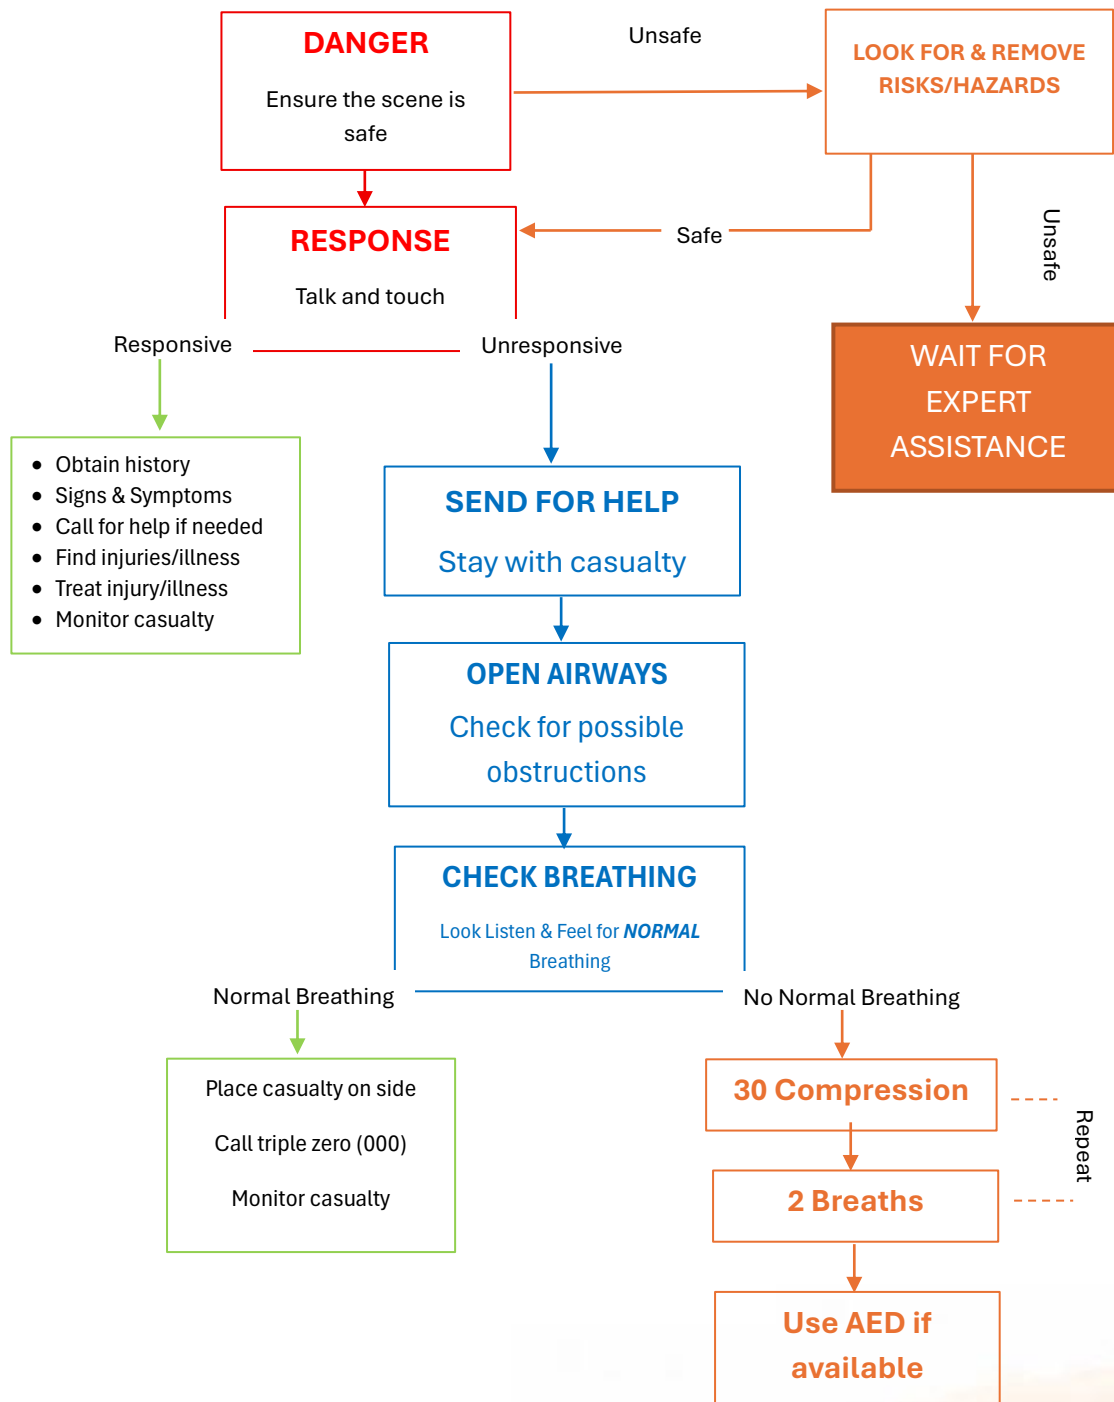 DANGER
Ensure the scene is
safe
Unsafe
LOOK FOR & REMOVE
RISKS/HAZARDS
RESPONSE
Talk and touch
Safe
Unsafe
Responsive
Unresponsive
WAIT FOR
EXPERT
ASSISTANCE
• Obtain history
• Signs & Symptoms
• Call for help if needed
• Find injuries/illness
• Treat injury/illness
• Monitor casualty
SEND FOR HELP
Stay with casualty
OPEN AIRWAYS
Check for possible
obstructions
CHECK BREATHING
Look Listen & Feel for NORMAL
Breathing
Normal Breathing
No Normal Breathing
Place casualty on side
Call triple zero (000)
Monitor casualty
30 Compression
Repeat
2 Breaths
Use AED if
available